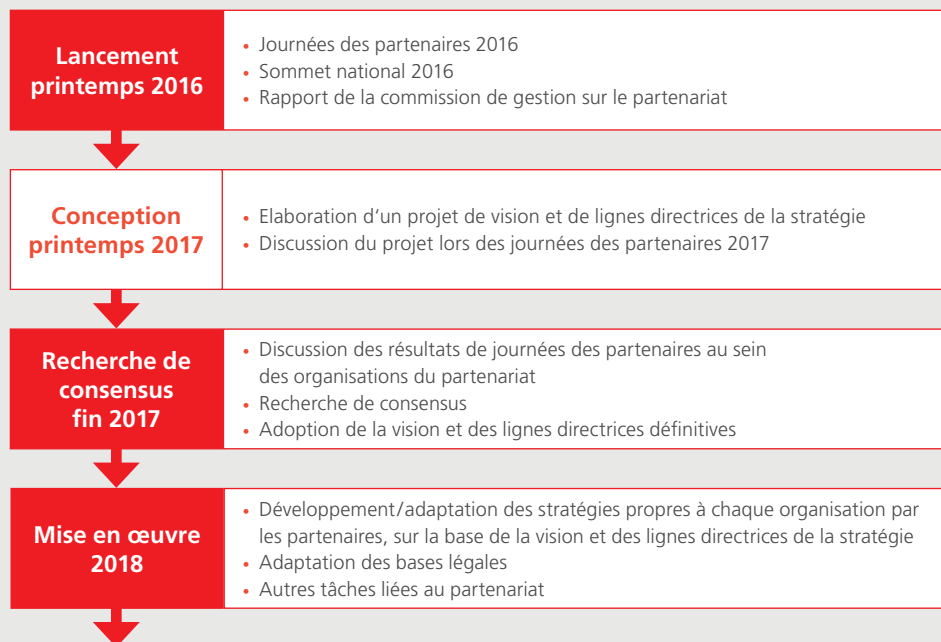 Lancement
printemps 2016
• Journées des partenaires 2016
• Sommet national 2016
• Rapport de la commission de gestion sur le partenariat
Conception
printemps 2017
• Elaboration d'un projet de vision et de lignes directrices de la stratégie
• Discussion du projet lors des journées des partenaires 2017
Recherche de
consensus
fin 2017
• Discussion des résultats de journées des partenaires au sein
des organisations du partenariat
• Recherche de consensus
• Adoption de la vision et des lignes directrices définitives
Mise en œuvre
2018
• Développement/adaptation des stratégies propres à chaque organisation par
les partenaires, sur la base de la vision et des lignes directrices de la stratégie
• Adaptation des bases légales
• Autres tâches liées au partenariat